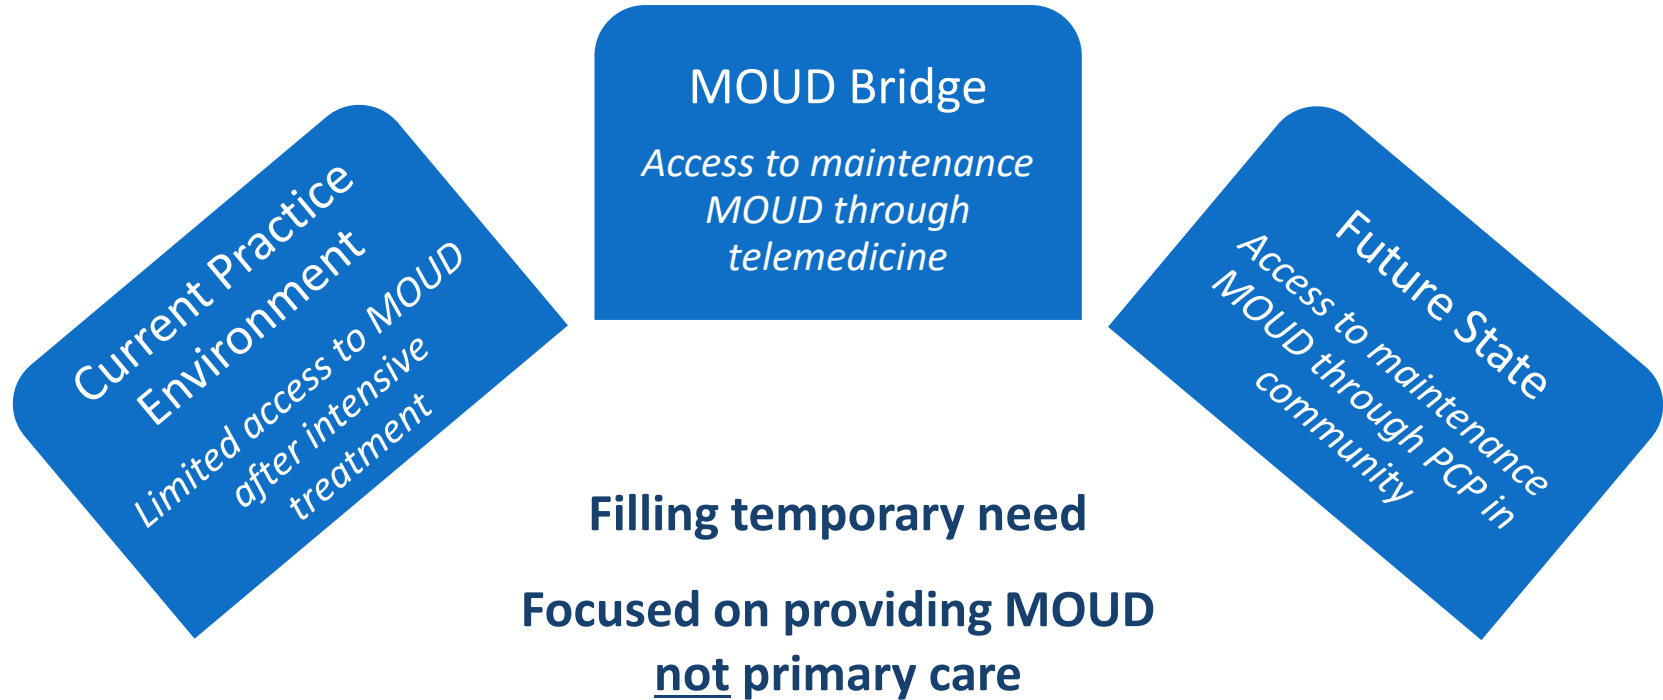 Current Practice
Environment
Limited access to MOUD
after intensive
treatment
MOUD Bridge
Access to maintenance
MOUD through
telemedicine
Future State
Access to maintenance
MOUD through PCP in
community
Filling temporary need
Focused on providing MOUD
not primary care